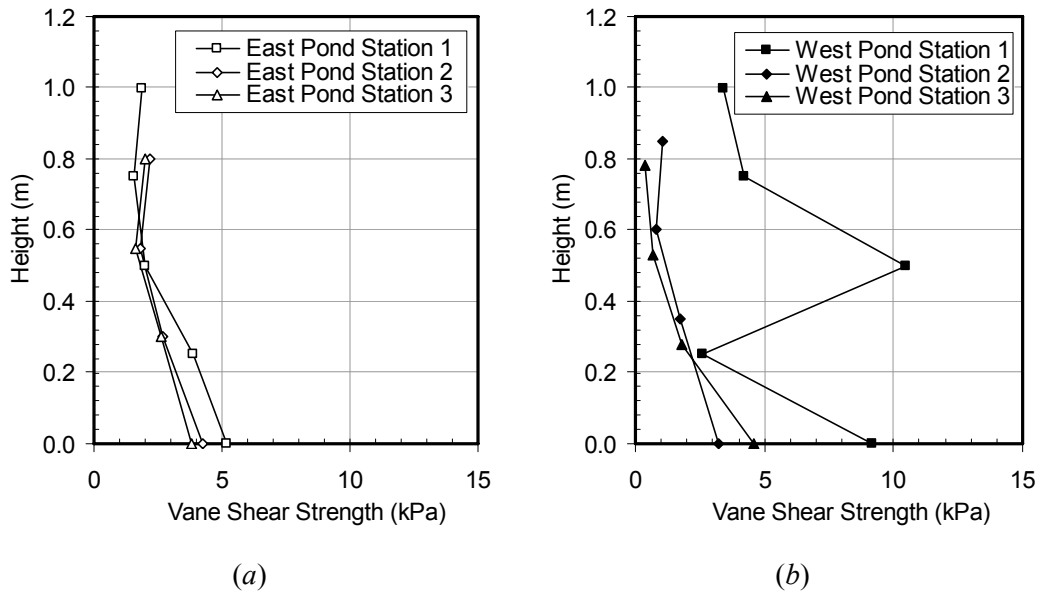 1.2
1.0
0.8
0.6
0.4
0.2
0.0
Height (m)
East Pond Station 1
East Pond Station 2
East Pond Station 3
0 5 10 15
Vane Shear Strength (kPa)
(a)
1.2
1.0
0.8
0.6
0.4
0.2
0.0
Height (m)
West Pond Station 1
West Pond Station 2
West Pond Station 3
0 5 10 15
Vane Shear Strength (kPa)
(b)